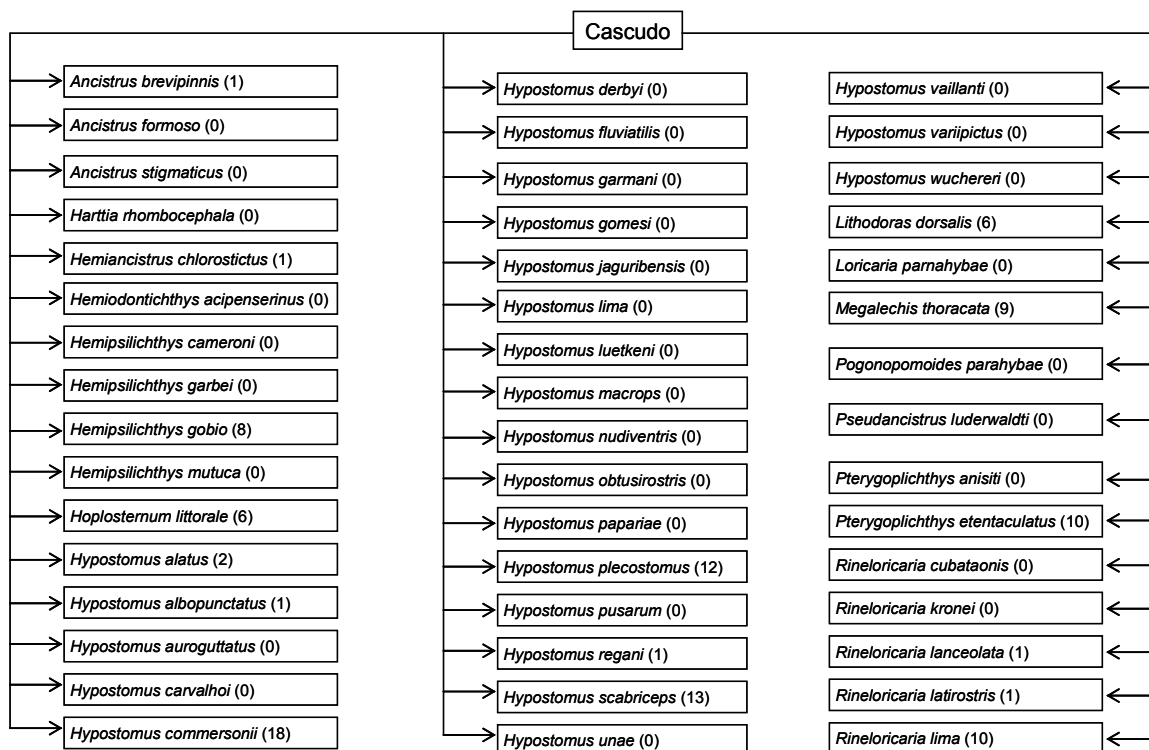 Cascudo
Ancistrus brevipinnis (1)
Ancistrus formoso (0)
Ancistrus stigmaticus (0)
Harttia rhombocephala (0)
Hemiancistrus chlorostictus (1)
Hemiodontichthys acipenserinus (0)
Hemipsilichthys cameroni (0)
Hemipsilichthys garbei (0)
Hemipsilichthys gobio (8)
Hemipsilichthys mutuca (0)
Hoplosternum littorale (6)
Hypostomus alatus (2)
Hypostomus albopunctatus (1)
Hypostomus auroguttatus (0)
Hypostomus carvalhoi (0)
Hypostomus commersonii (18)
Hypostomus derbyi (0)
Hypostomus fluviatilis (0)
Hypostomus garmani (0)
Hypostomus gomesi (0)
Hypostomus jaguribensis (0)
Hypostomus lima (0)
Hypostomus luetkeni (0)
Hypostomus macrops (0)
Hypostomus nudiventris (0)
Hypostomus obtusirostris (0)
Hypostomus papariae (0)
Hypostomus plecostomus (12)
Hypostomus pusarum (0)
Hypostomus regani (1)
Hypostomus scabriceps (13)
Hypostomus unae (0)
Hypostomus vaillanti (0)
Hypostomus variipictus (0)
Hypostomus wuchereri (0)
Lithodoras dorsalis (6)
Loricaria parnahybae (0)
Megalechis thoracata (9)
Pogonopomoides parahybae (0)
Pseudancistrus luderwaldti (0)
Pterygoplichthys anisiti (0)
Pterygoplichthys etentaculatus (10)
Rineloricaria cubataonis (0)
Rineloricaria kronei (0)
Rineloricaria lanceolata (1)
Rineloricaria latirostris (1)
Rineloricaria lima (10)